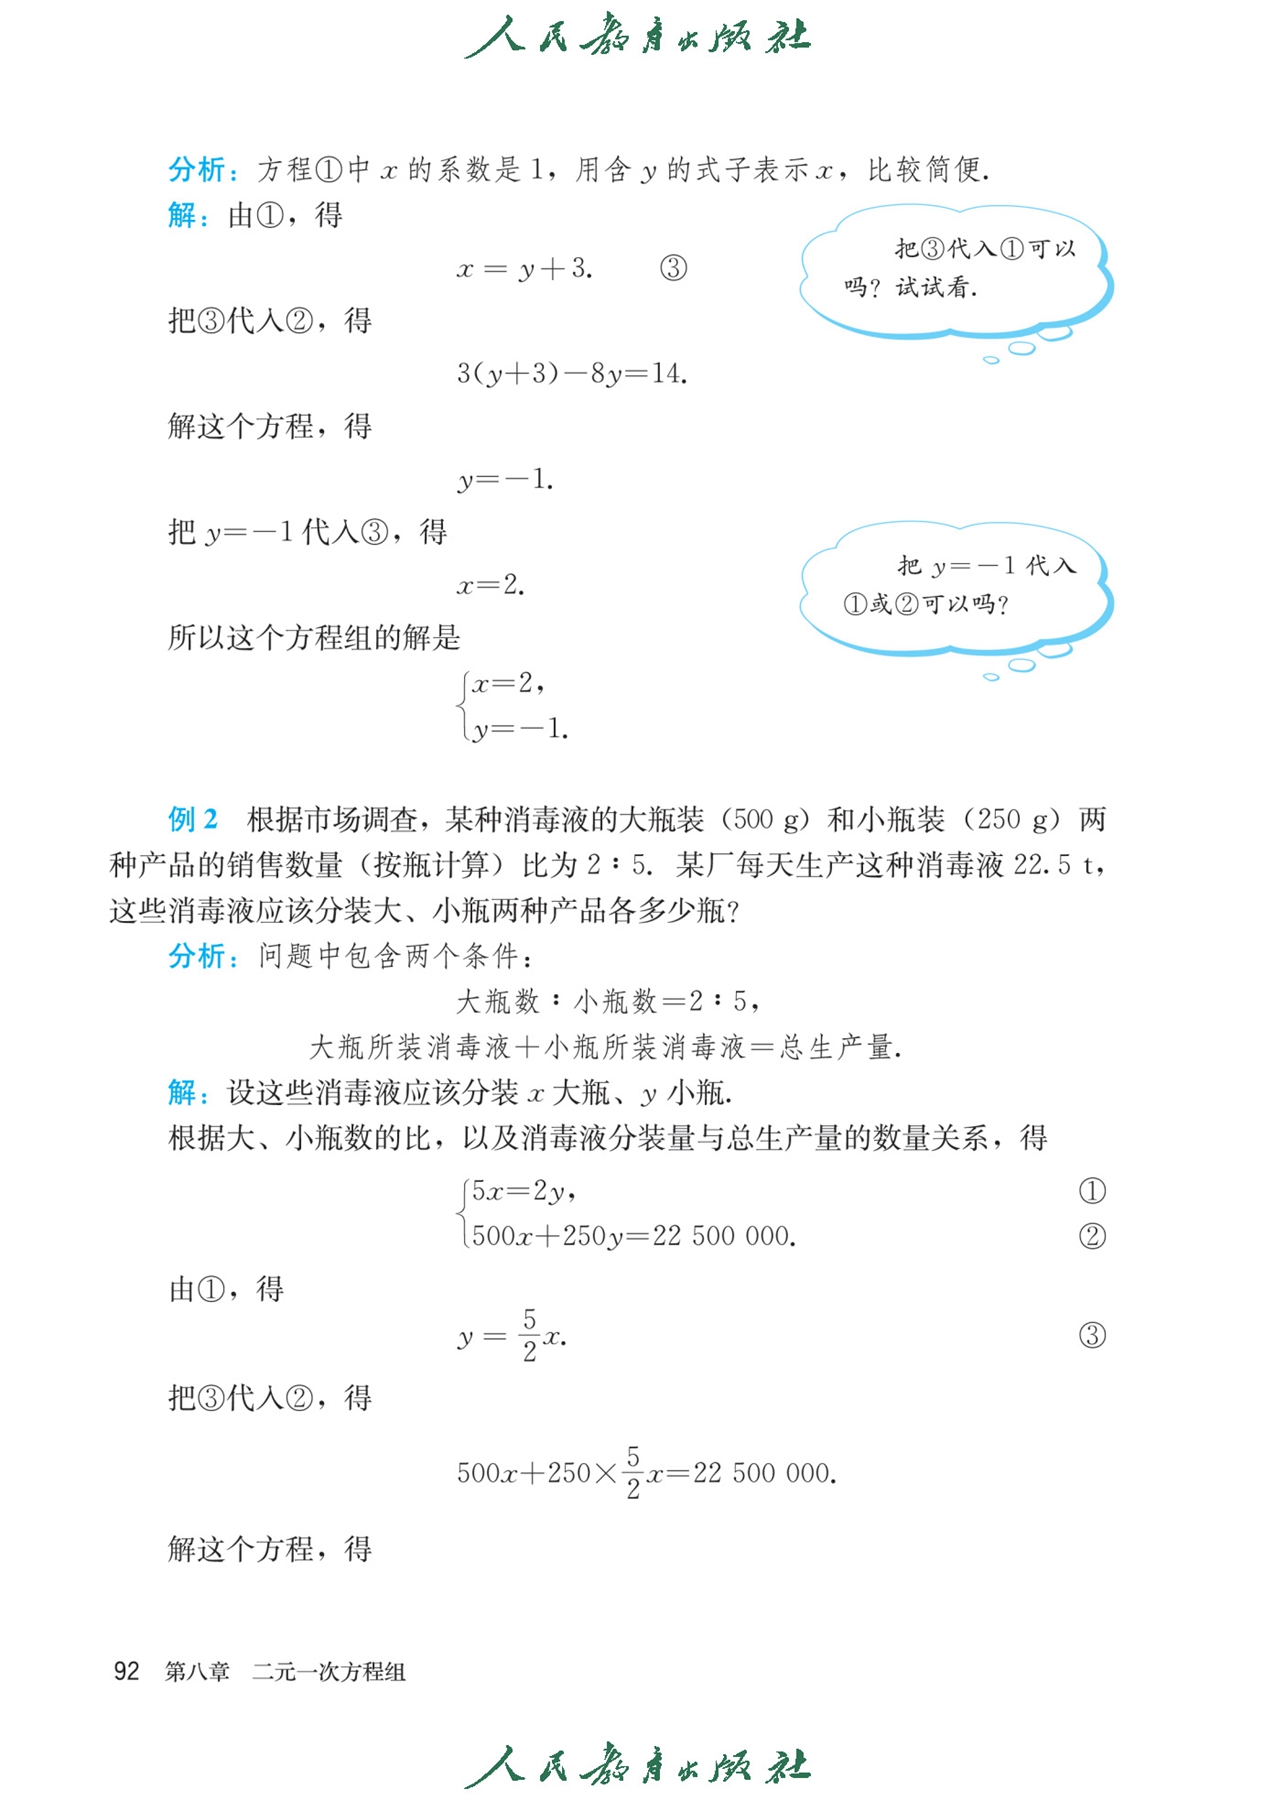 人民教育出版社
分析：方程①中 x 的系数是 1，用含 y 的式子表示 x，比较简便.
解：由①，得
x = y+3. ③
把③代入①可以
吗？试试看.
把③代入②，得
3(y+3)-8y=14.
解这个方程，得
y=-1.
把 y=-1 代入③，得
x=2.
把 y=-1 代入
①或②可以吗？
所以这个方程组的解是
x=2,
y=-1.
例 2 根据市场调查，某种消毒液的大瓶装（500 g）和小瓶装（250 g）两
种产品的销售数量（按瓶计算）比为 2∶5. 某厂每天生产这种消毒液 22.5 t，
这些消毒液应该分装大、小瓶两种产品各多少瓶？
分析：问题中包含两个条件：
大瓶数∶小瓶数=2∶5，
大瓶所装消毒液+小瓶所装消毒液=总生产量.
解：设这些消毒液应该分装 x 大瓶、y 小瓶.
根据大、小瓶数的比，以及消毒液分装量与总生产量的数量关系，得
5x=2y, ①
500x+250y=22 500 000. ②
由①，得
y = 5/2 x. ③
把③代入②，得
500x+250×5/2 x=22 500 000.
解这个方程，得
92 第八章 二元一次方程组
人民教育出版社